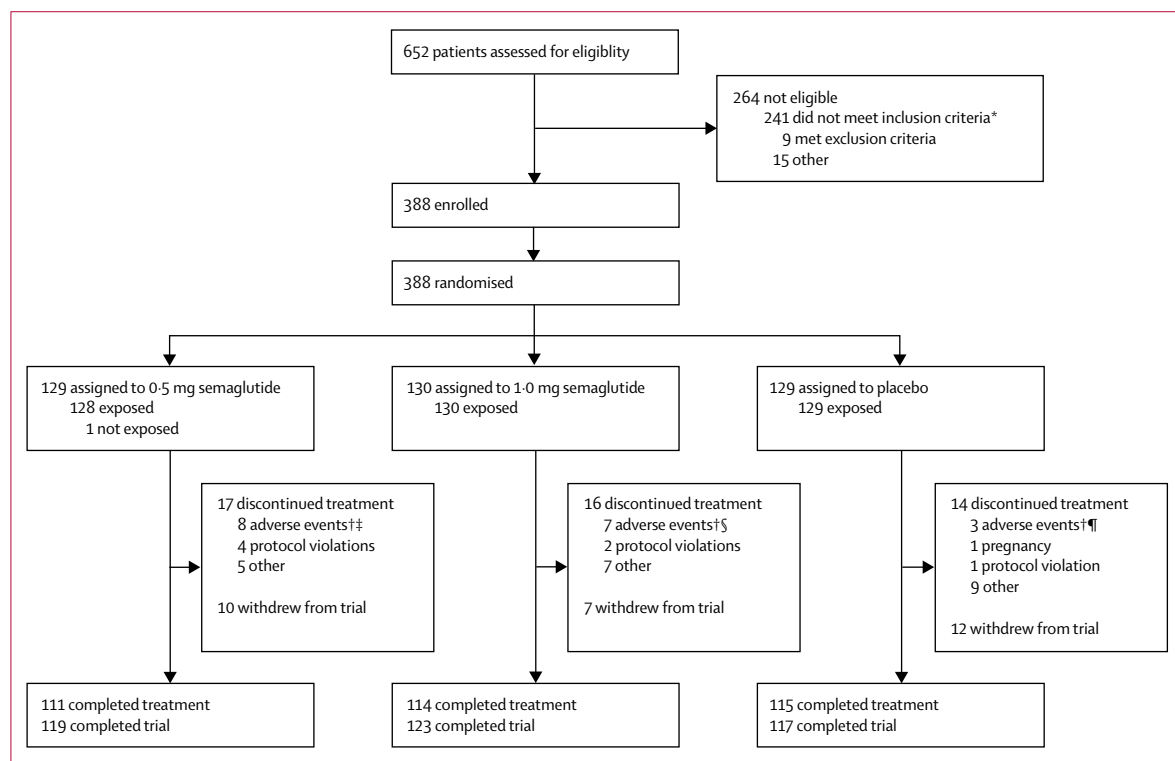 652 patients assessed for eligiblity
264 not eligible
241 did not meet inclusion criteria*
9 met exclusion criteria
15 other
388 enrolled
388 randomised
129 assigned to 0·5 mg semaglutide
128 exposed
1 not exposed
130 assigned to 1·0 mg semaglutide
130 exposed
129 assigned to placebo
129 exposed
17 discontinued treatment
8 adverse events†‡
4 protocol violations
5 other
10 withdrew from trial
16 discontinued treatment
7 adverse events†§
2 protocol violations
7 other
7 withdrew from trial
14 discontinued treatment
3 adverse events†¶
1 pregnancy
1 protocol violation
9 other
12 withdrew from trial
111 completed treatment
119 completed trial
114 completed treatment
123 completed trial
115 completed treatment
117 completed trial